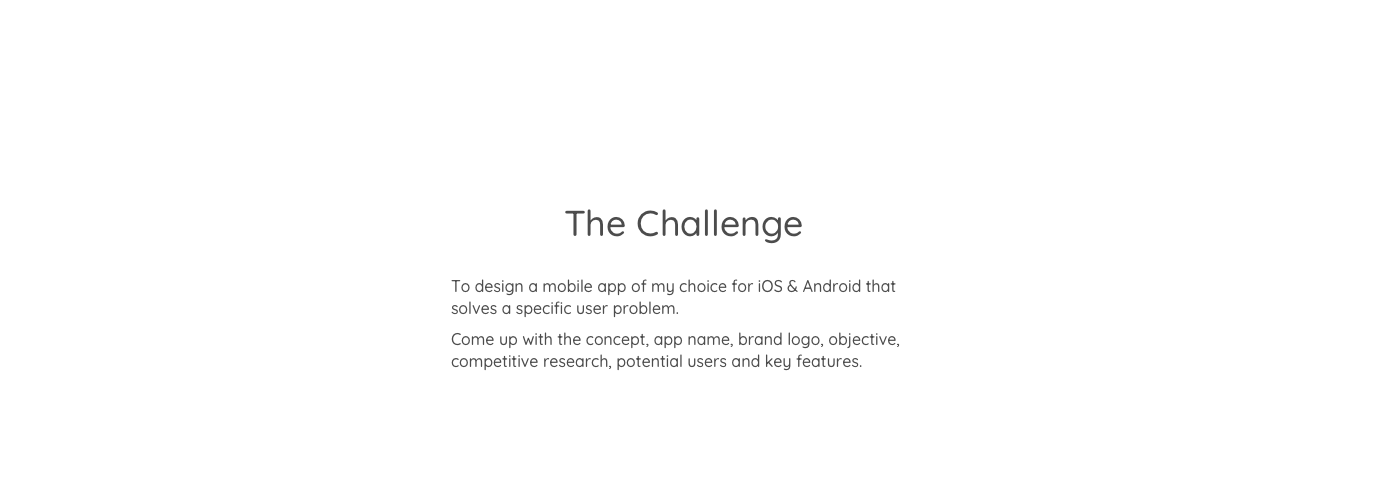 The Challenge
To design a mobile app of my choice for iOS & Android that
solves a specific user problem.
Come up with the concept, app name, brand logo, objective,
competitive research, potential users and key features.